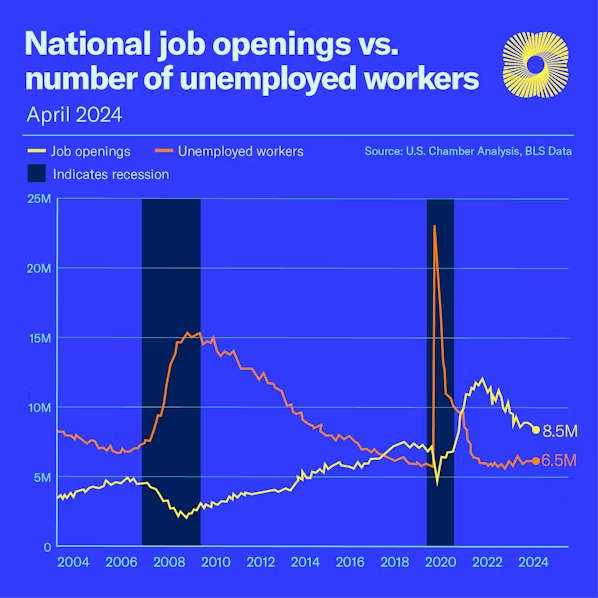 National job openings vs.
number of unemployed workers
April 2024
Job openings
Unemployed workers
Source: U.S. Chamber Analysis, BLS Data
Indicates recession
25M
20M
15M
10M
5M
0
8.5M
6.5M
2004 2006 2008 2010 2012 2014 2016 2018 2020 2022 2024